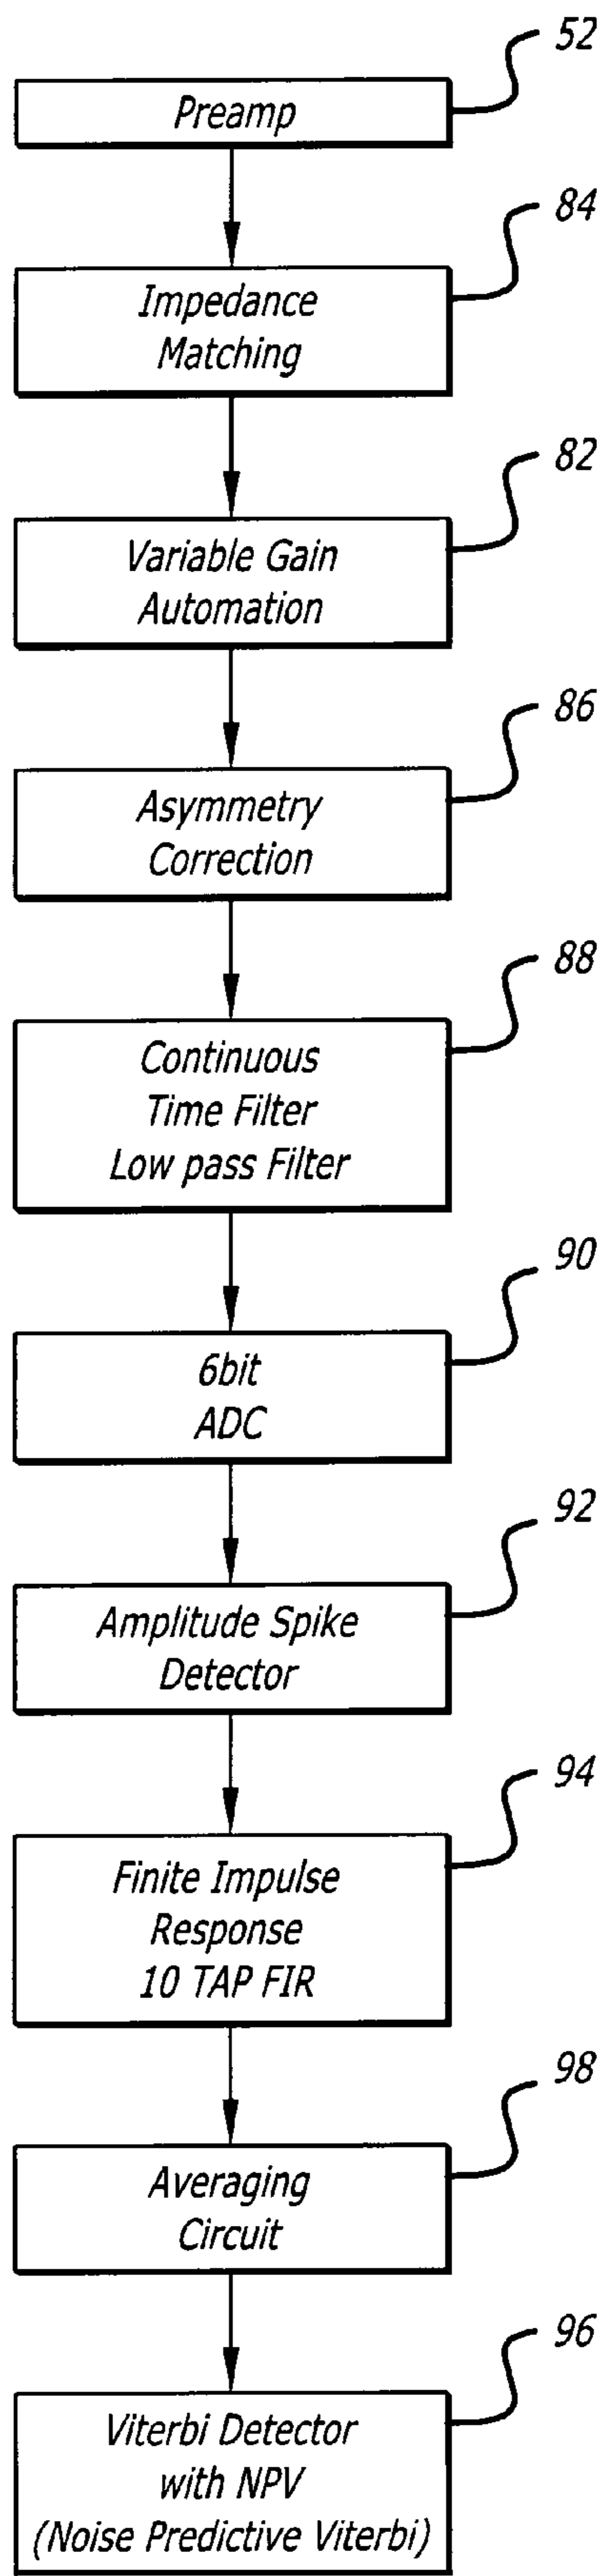 52
Preamp
84
Impedance
Matching
82
Variable Gain
Automation
86
Asymmetry
Correction
88
Continuous
Time Filter
Low pass Filter
90
6bit
ADC
92
Amplitude Spike
Detector
94
Finite Impulse
Response
10 TAP FIR
98
Averaging
Circuit
96
Viterbi Detector
with NPV
(Noise Predictive Viterbi)